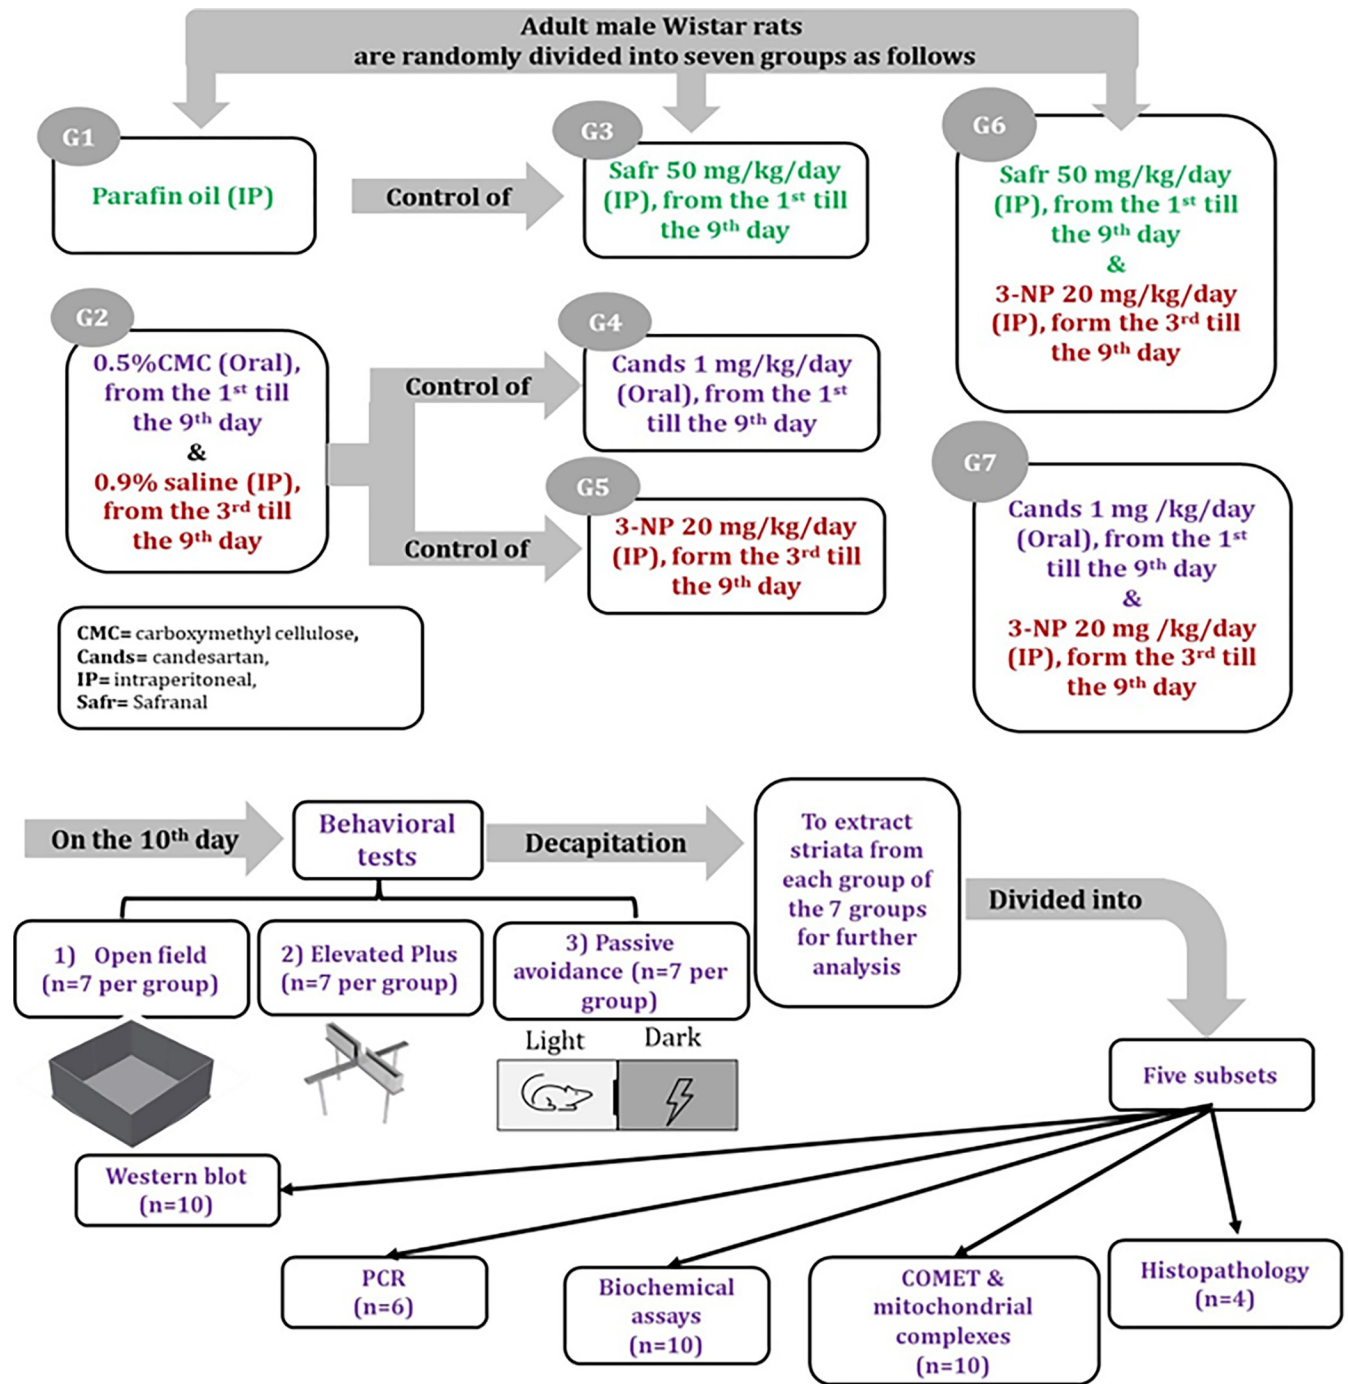 Adult male Wistar rats
are randomly divided into seven groups as follows
G1
Parafin oil (IP)
Control of
G3
Safr 50 mg/kg/day
(IP), from the 1st till
the 9th day
G6
Safr 50 mg/kg/day
(IP), from the 1st till
the 9th day
&
3-NP 20 mg/kg/day
(IP), form the 3rd till
the 9th day
G2
0.5%CMC (Oral),
from the 1st till
the 9th day
&
0.9% saline (IP),
from the 3rd till
the 9th day
Control of
G4
Cands 1 mg/kg/day
(Oral), from the 1st
till the 9th day
Control of
G5
3-NP 20 mg/kg/day
(IP), form the 3rd till
the 9th day
G7
Cands 1 mg /kg/day
(Oral), from the 1st
till the 9th day
&
3-NP 20 mg /kg/day
(IP), form the 3rd till
the 9th day
CMC= carboxymethyl cellulose,
Cands= candesartan,
IP= intraperitoneal,
Safr= Safranal
On the 10th day
Behavioral
tests
Decapitation
To extract
striata from
each group of
the 7 groups
for further
analysis
Divided into
1) Open field
(n=7 per group)
2) Elevated Plus
(n=7 per group)
3) Passive
avoidance (n=7 per
group)
Light
Dark
Five subsets
Western blot
(n=10)
PCR
(n=6)
Biochemical
assays
(n=10)
COMET &
mitochondrial
complexes
(n=10)
Histopathology
(n=4)